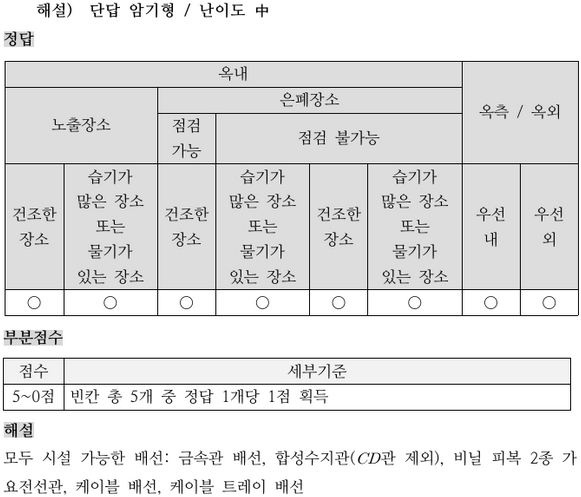 해설) 단답 암기형 / 난이도 中
정답
옥내
은폐장소
옥측 / 옥외
노출장소
점검
가능
점검 불가능
건조한
장소
습기가
많은 장소
또는
물기가
있는 장소
건조한
장소
습기가
많은 장소
또는
물기가
있는 장소
건조한
장소
습기가
많은 장소
또는
물기가
있는 장소
우선
내
우선
외
○ ○ ○ ○ ○ ○ ○ ○
부분점수
점수 세부기준
5~0점 빈칸 총 5개 중 정답 1개당 1점 획득
해설
모두 시설 가능한 배선: 금속관 배선, 합성수지관(CD관 제외), 비닐 피복 2종 가
요전선관, 케이블 배선, 케이블 트레이 배선